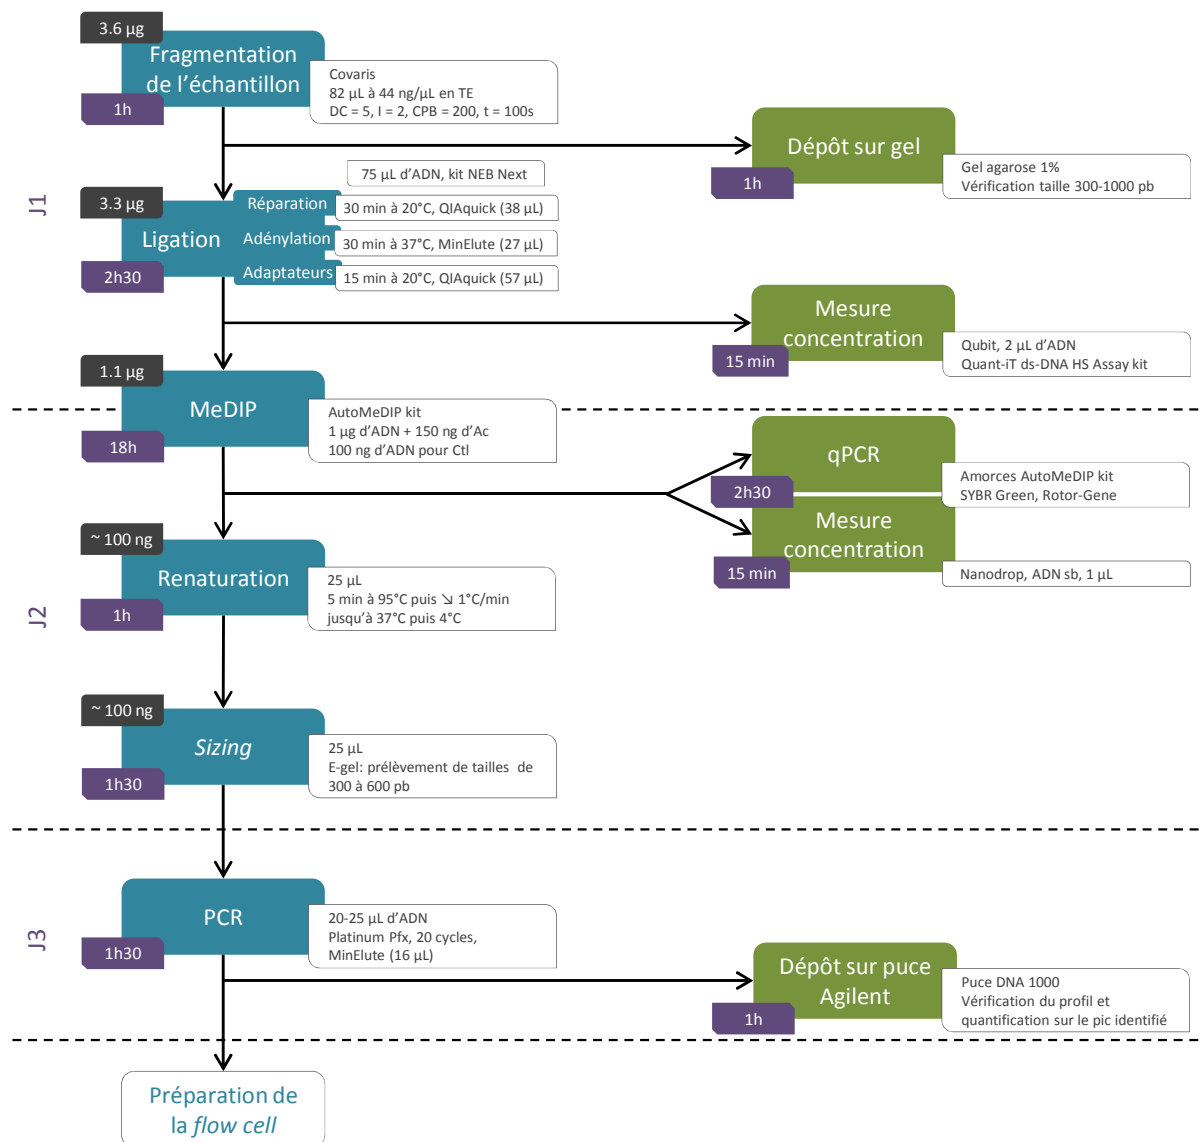 3.6 µg
Fragmentation
de l'échantillon
1h
Covaris
82 µL à 44 ng/µL en TE
DC = 5, I = 2, CPB = 200, t = 100s
Dépôt sur gel
1h
Gel agarose 1%
Vérification taille 300-1000 pb
J1
75 µL d'ADN, kit NEB Next
3.3 µg
Ligation
2h30
Réparation
30 min à 20°C, QIAquick (38 µL)
Adénylation
30 min à 37°C, MinElute (27 µL)
Adaptateurs
15 min à 20°C, QIAquick (57 µL)
Mesure
concentration
15 min
Qubit, 2 µL d'ADN
Quant-iT ds-DNA HS Assay kit
1.1 µg
MeDIP
18h
AutoMeDIP kit
1 µg d'ADN + 150 ng d'Ac
100 ng d'ADN pour Ctl
qPCR
2h30
Amorces AutoMeDIP kit
SYBR Green, Rotor-Gene
Mesure
concentration
15 min
Nanodrop, ADN sb, 1 µL
J2
~ 100 ng
Renaturation
1h
25 µL
5 min à 95°C puis ↘ 1°C/min
jusqu'à 37°C puis 4°C
~ 100 ng
Sizing
1h30
25 µL
E-gel: prélèvement de tailles de
300 à 600 pb
J3
PCR
1h30
20-25 µL d'ADN
Platinum Pfx, 20 cycles,
MinElute (16 µL)
Dépôt sur puce
Agilent
1h
Puce DNA 1000
Vérification du profil et
quantification sur le pic identifié
Préparation de
la flow cell